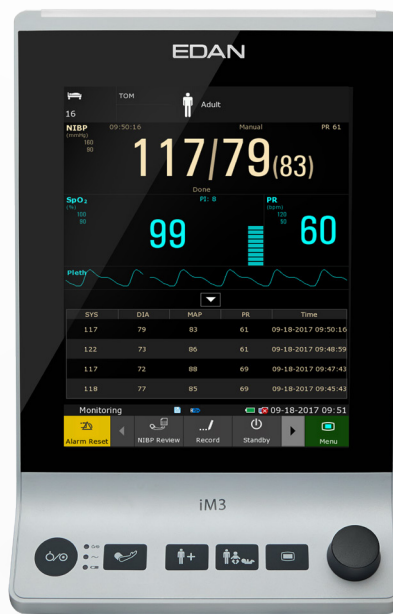 EDAN
TOM
Adult
16
NIBP 09:50:16 Manual PR 61
(mmHg)
160
90
117/79(83)
Done
SpO₂ PI: 8 PR
(%) (bpm)
100 120
90 50
99 60
Pleth
SYS DIA MAP PR Time
117 79 83 61 09-18-2017 09:50:16
122 73 86 61 09-18-2017 09:48:59
117 72 88 69 09-18-2017 09:47:43
118 77 85 69 09-18-2017 09:45:43
Monitoring 09-18-2017 09:51
Alarm Reset NIBP Review Record Standby Menu
iM3